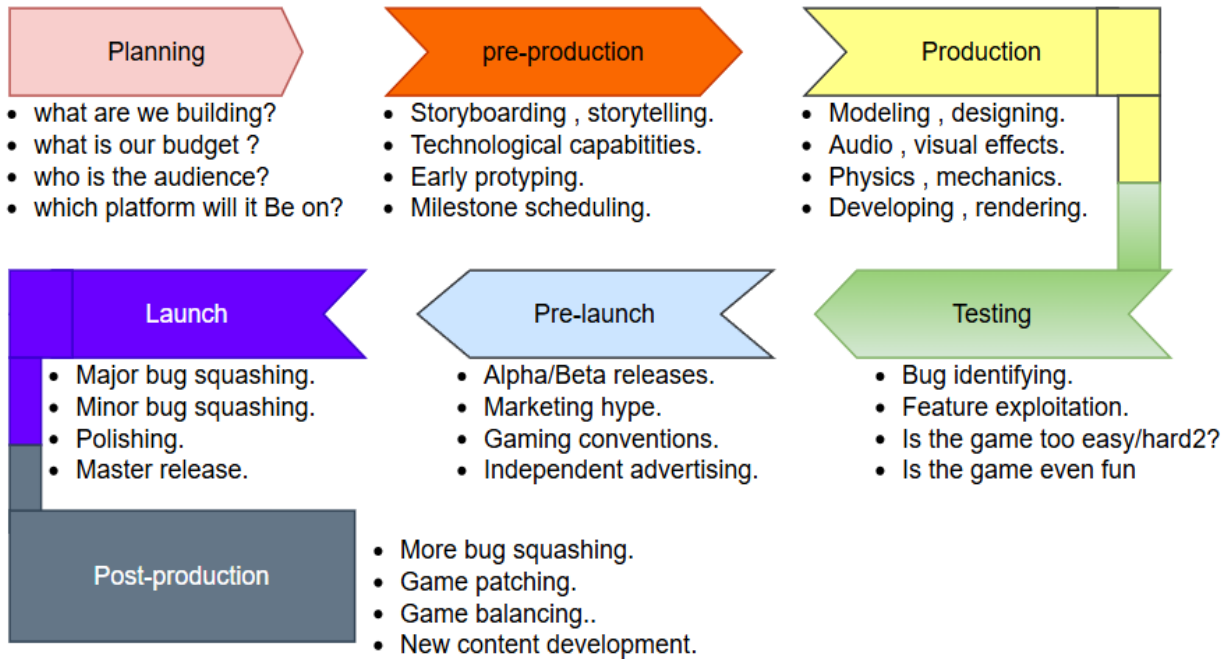 Planning
• what are we building?
• what is our budget ?
• who is the audience?
• which platform will it Be on?
pre-production
• Storyboarding , storytelling.
• Technological capabitities.
• Early protyping.
• Milestone scheduling.
Production
• Modeling , designing.
• Audio , visual effects.
• Physics , mechanics.
• Developing , rendering.
Testing
• Bug identifying.
• Feature exploitation.
• Is the game too easy/hard2?
• Is the game even fun
Pre-launch
• Alpha/Beta releases.
• Marketing hype.
• Gaming conventions.
• Independent advertising.
Launch
• Major bug squashing.
• Minor bug squashing.
• Polishing.
• Master release.
Post-production
• More bug squashing.
• Game patching.
• Game balancing..
• New content development.